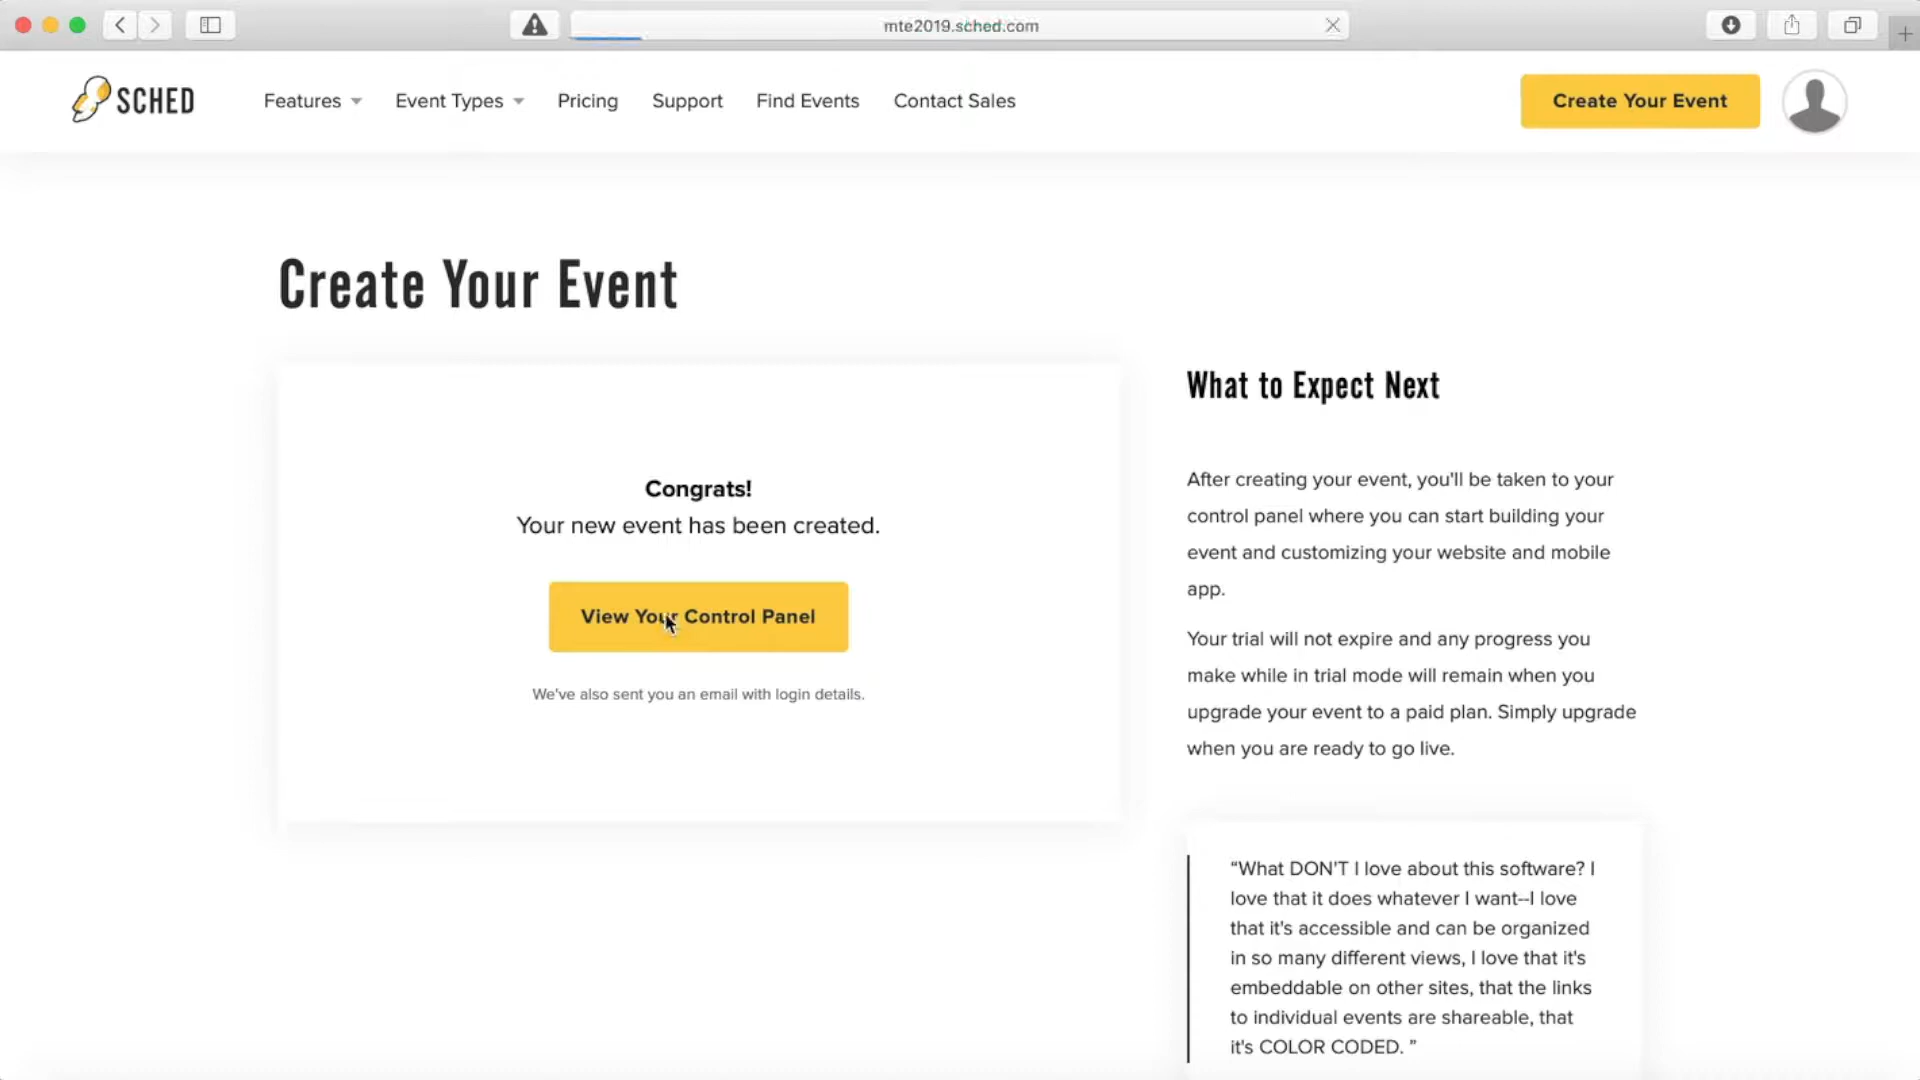 mte2019.sched.com
SCHED
Features
Event Types
Pricing
Support
Find Events
Contact Sales
Create Your Event
Create Your Event
Congrats!
Your new event has been created.
View Your Control Panel
We've also sent you an email with login details.
What to Expect Next
After creating your event, you'll be taken to your
control panel where you can start building your
event and customizing your website and mobile
app.
Your trial will not expire and any progress you
make while in trial mode will remain when you
upgrade your event to a paid plan. Simply upgrade
when you are ready to go live.
“What DON'T I love about this software? I
love that it does whatever I want--I love
that it's accessible and can be organized
in so many different views, I love that it's
embeddable on other sites, that the links
to individual events are shareable, that
it's COLOR CODED. ”